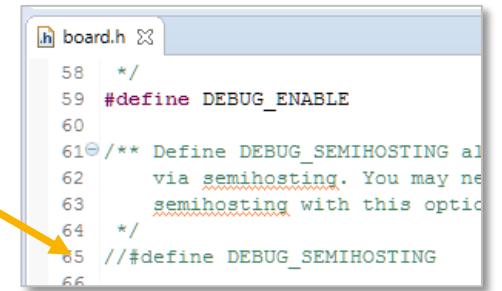 .h board.h
58 */
59 #define DEBUG_ENABLE
60
61 /** Define DEBUG_SEMIHOSTING al
62 via semihosting. You may ne
63 semihosting with this optic
64 */
65 //#define DEBUG_SEMIHOSTING
66